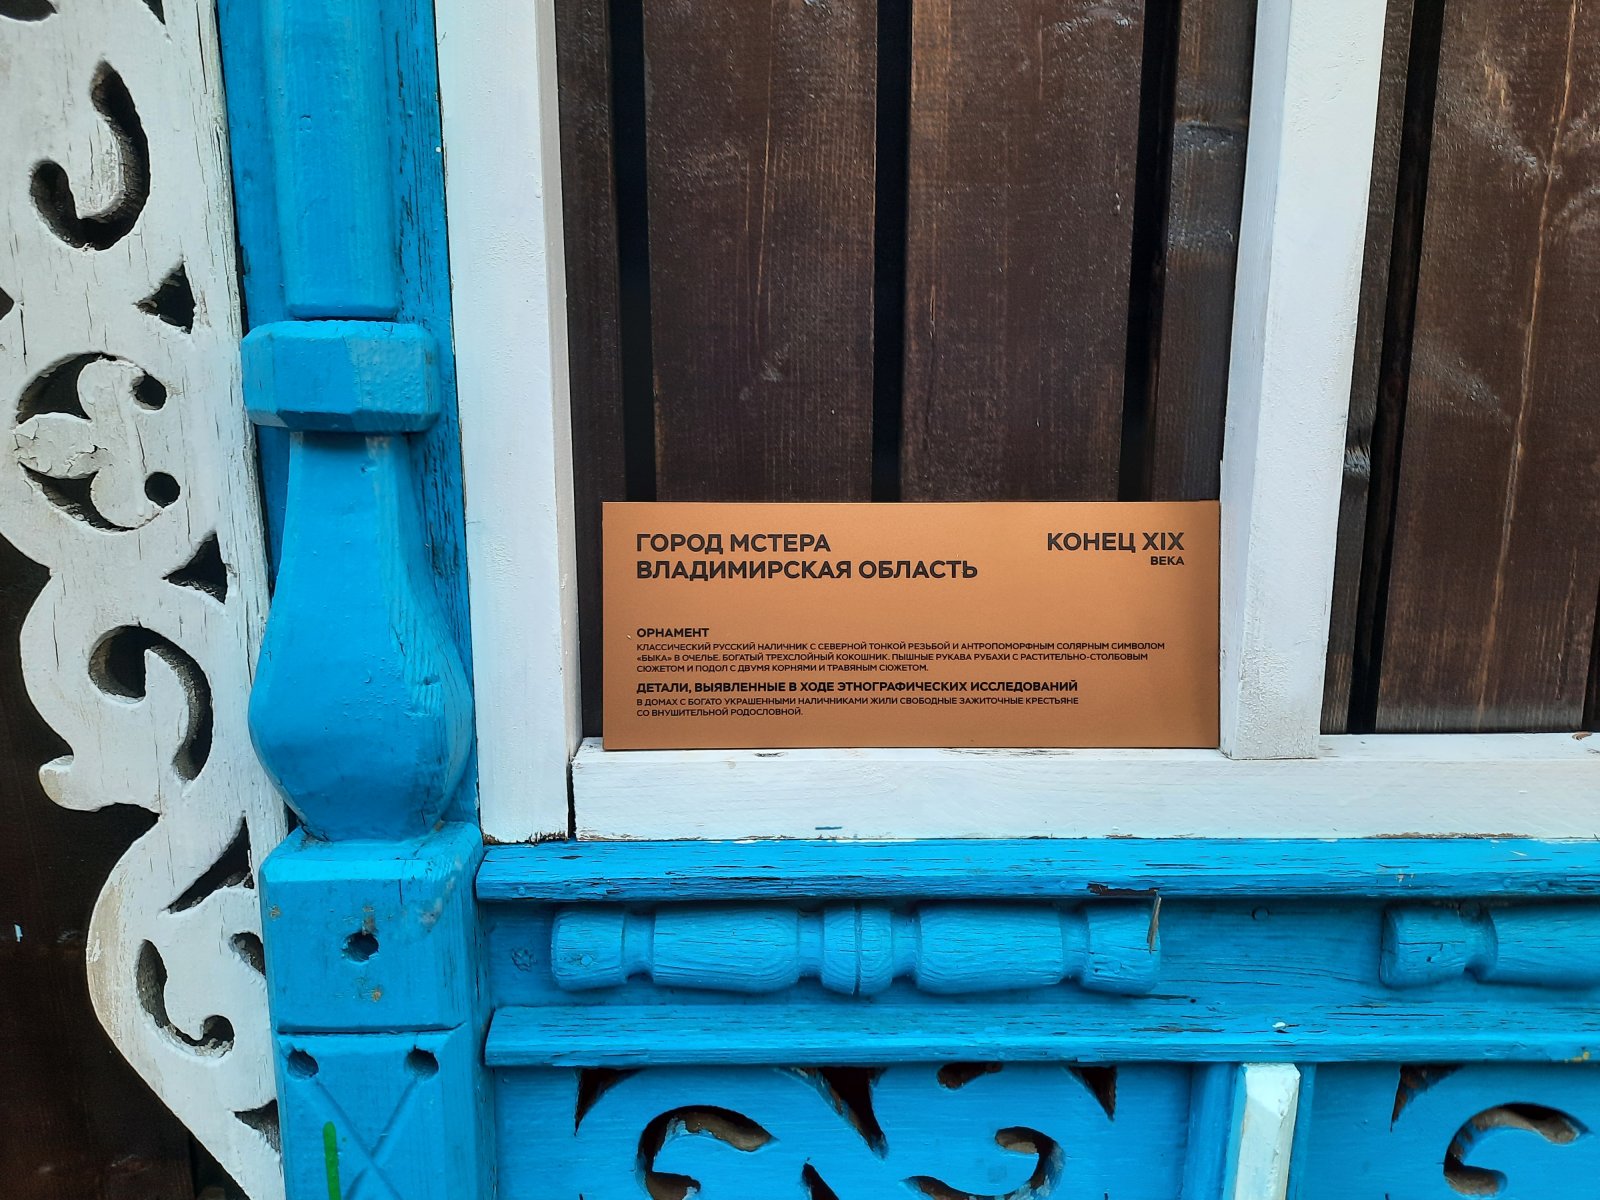 ГОРОД МСТЕРА
ВЛАДИМИРСКАЯ ОБЛАСТЬ
КОНЕЦ XIX
ВЕКА
ОРНАМЕНТ
КЛАССИЧЕСКИЙ РУССКИЙ НАЛИЧНИК С СЕВЕРНОЙ ТОНКОЙ РЕЗЬБОЙ И АНТРОПОМОРФНЫМ СОЛЯРНЫМ СИМВОЛОМ
«БЫКА» В ОЧЕЛЬЕ. БОГАТЫЙ ТРЕХСЛОЙНЫЙ КОКОШНИК. ПЫШНЫЕ РУКАВА РУБАХИ С РАСТИТЕЛЬНО-СТОЛБОВЫМ
СЮЖЕТОМ И ПОДОЛ С ДВУМЯ КОРНЯМИ И ТРАВЯНЫМ СЮЖЕТОМ.
ДЕТАЛИ, ВЫЯВЛЕННЫЕ В ХОДЕ ЭТНОГРАФИЧЕСКИХ ИССЛЕДОВАНИЙ
В ДОМАХ С БОГАТО УКРАШЕННЫМИ НАЛИЧНИКАМИ ЖИЛИ СВОБОДНЫЕ ЗАЖИТОЧНЫЕ КРЕСТЬЯНЕ
СО ВНУШИТЕЛЬНОЙ РОДОСЛОВНОЙ.